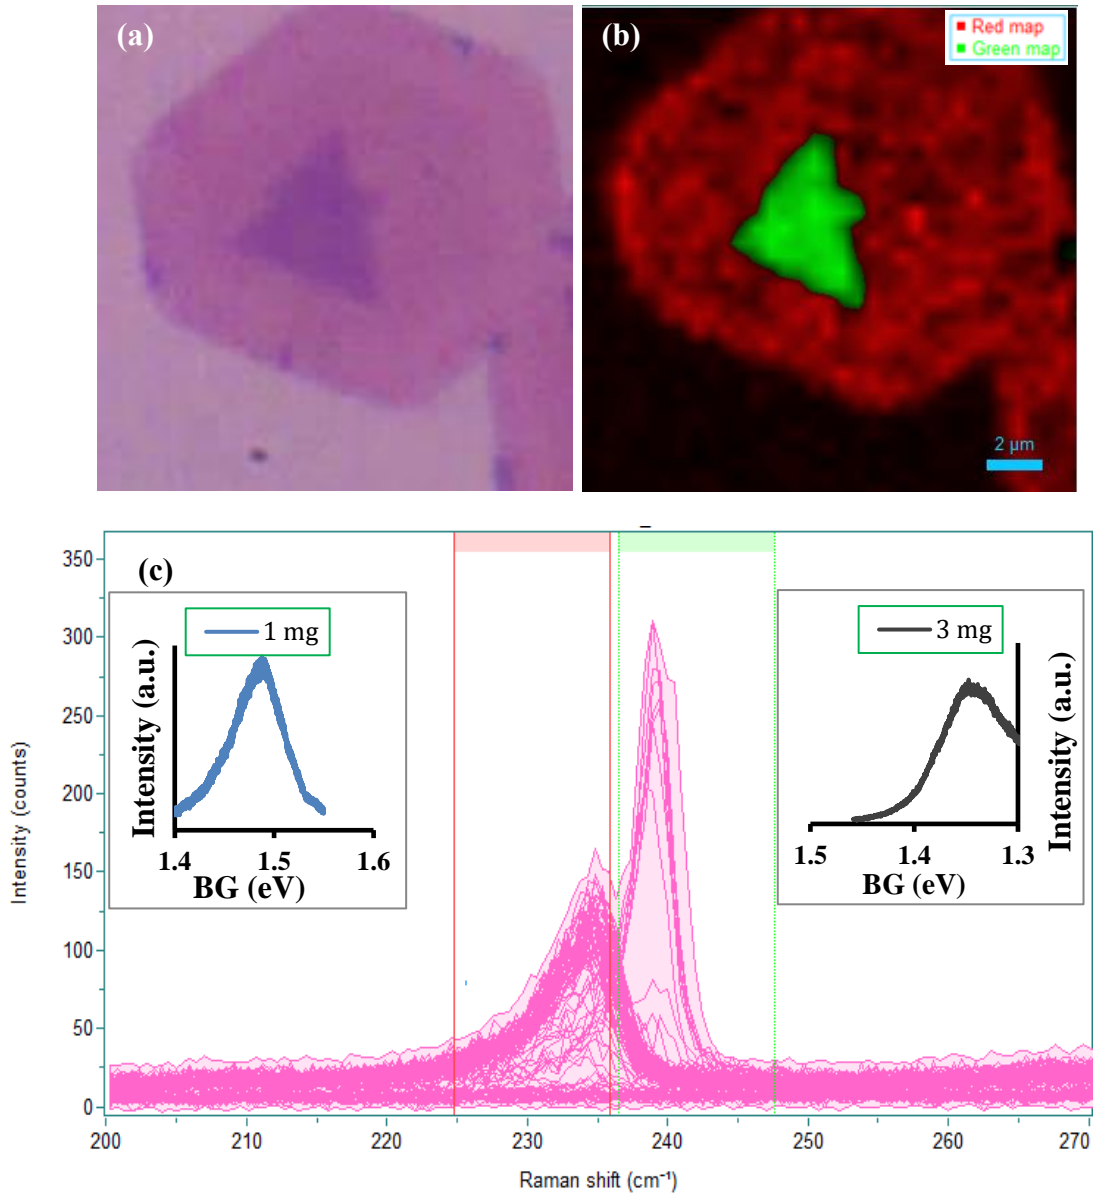 (a)
(b)
Red map
Green map
2 µm
(c)
350
300
250
200
150
100
50
0
Intensity (counts)
1 mg
Intensity (a.u.)
1.4 1.5 1.6
BG (eV)
3 mg
Intensity (a.u.)
1.5 1.4 1.3
BG (eV)
200 210 220 230 240 250 260 270
Raman shift (cm⁻¹)